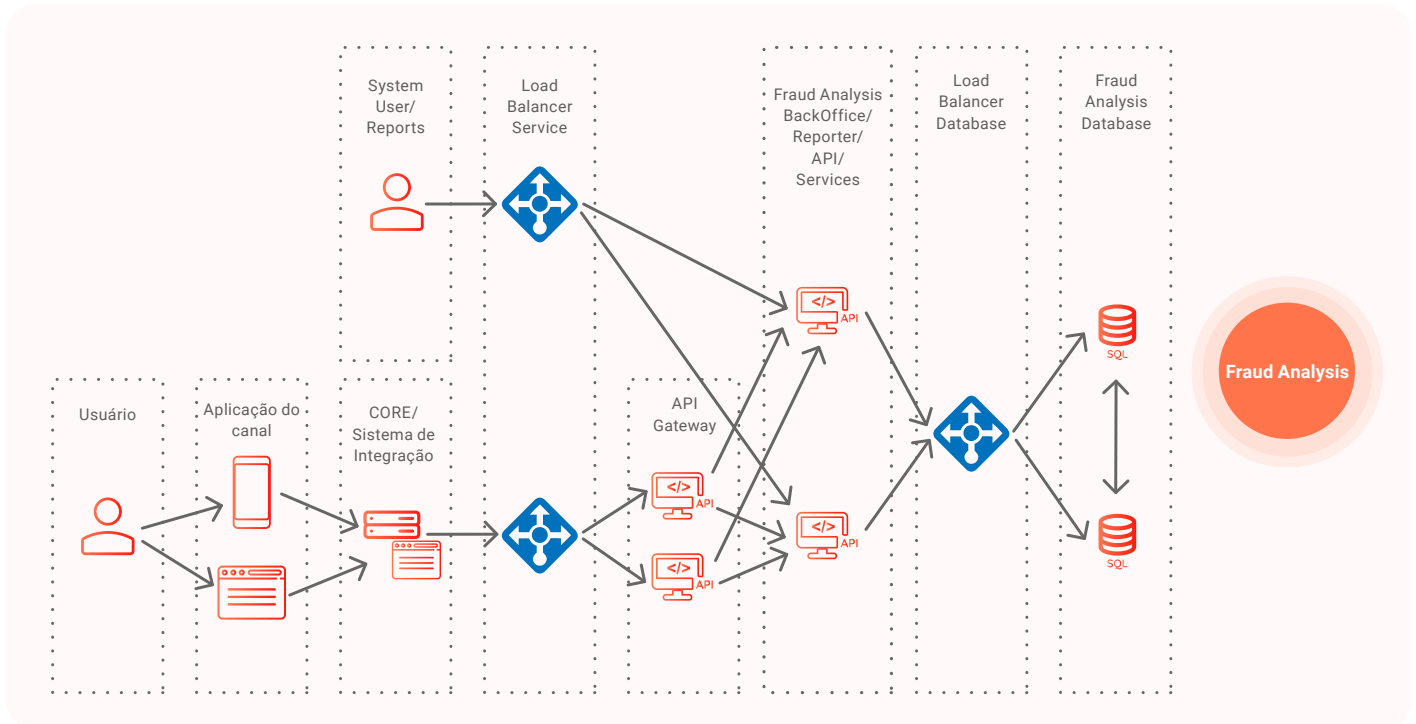 System
User/
Reports
Load
Balancer
Service
Fraud Analysis
BackOffice/
Reporter/
API/
Services
Load
Balancer
Database
Fraud
Analysis
Database
</>
API
SQL
Fraud Analysis
Usuário
Aplicação do
canal
CORE/
Sistema de
Integração
API
Gateway
</>
API
</>
API
</>
API
SQL